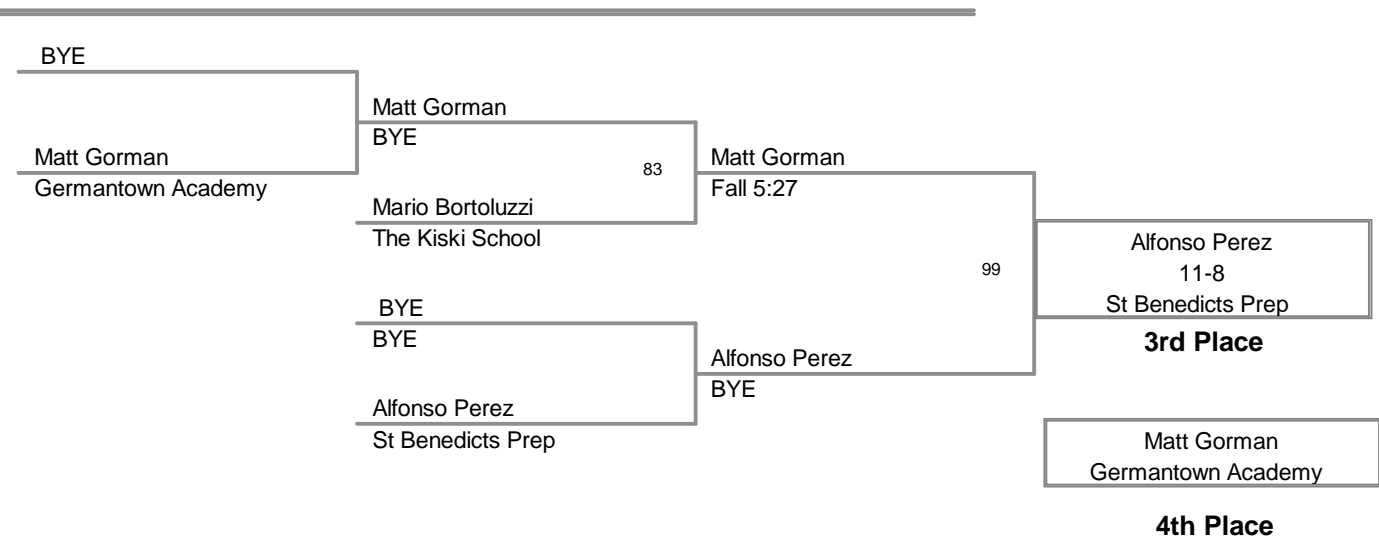 BYE
Matt Gorman
Germantown Academy
Matt Gorman
BYE
83
Mario Bortoluzzi
The Kiski School
BYE
BYE
Alfonso Perez
St Benedicts Prep
Matt Gorman
Fall 5:27
99
Alfonso Perez
BYE
Alfonso Perez
11-8
St Benedicts Prep
3rd Place
Matt Gorman
Germantown Academy
4th Place